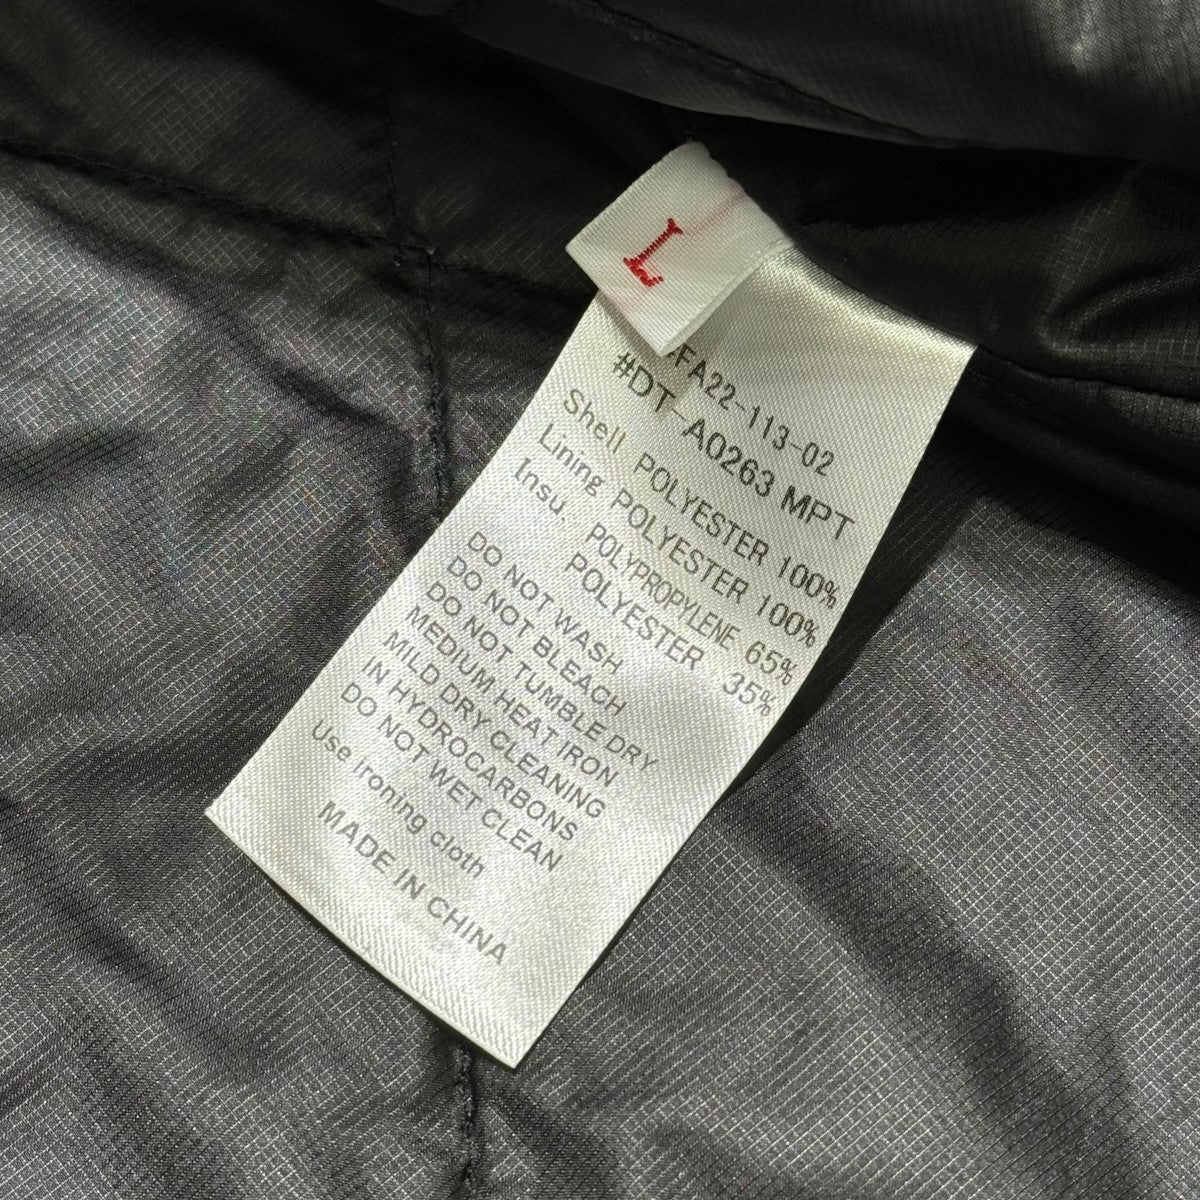 L
FA22-113-02
#DT-A0263 MPT
Shell POLYESTER 100%
Lining POLYESTER 100%
Insu. POLYPROPYLENE 65%
POLYESTER 35%
DO NOT WASH
DO NOT BLEACH
DO NOT TUMBLE DRY
MEDIUM HEAT IRON
MILD DRY CLEANING
IN HYDROCARBONS
DO NOT WET CLEAN
Use ironing cloth
MADE IN CHINA